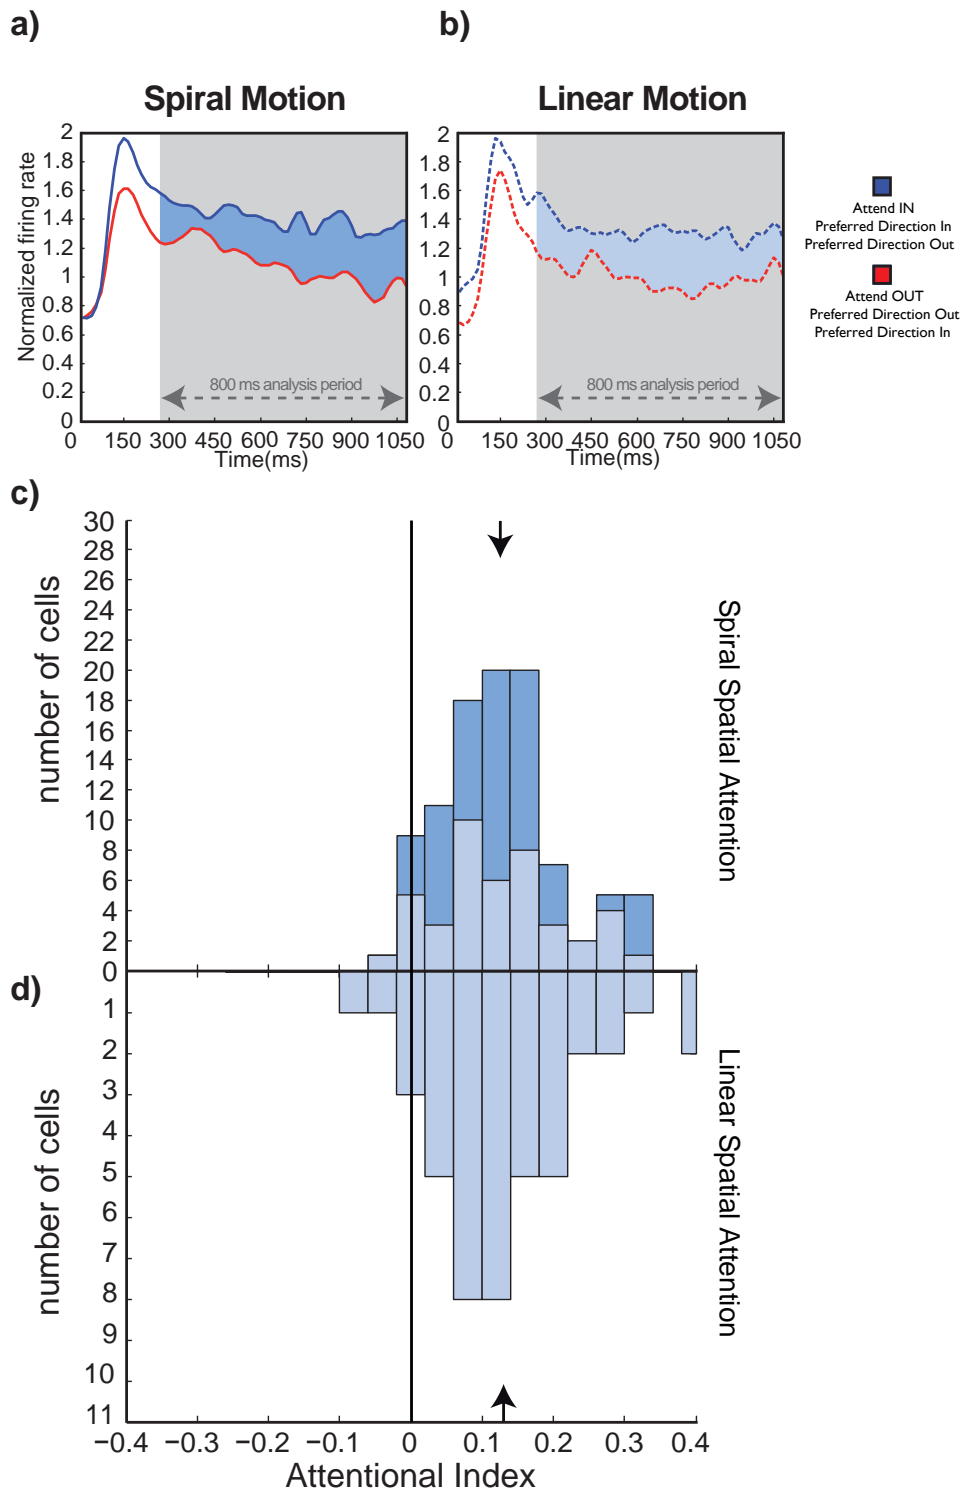 a)
b)
Spiral Motion
Linear Motion
Normalized firing rate
2
1.8
1.6
1.4
1.2
1
0.8
0.6
0.4
0.2
0
800 ms analysis period
0 150 300 450 600 750 900 1050
Time(ms)
2
1.8
1.6
1.4
1.2
1
0.8
0.6
0.4
0.2
0
800 ms analysis period
0 150 300 450 600 750 900 1050
Time(ms)
Attend IN
Preferred Direction In
Preferred Direction Out
Attend OUT
Preferred Direction Out
Preferred Direction In
c)
number of cells
30
28
26
24
22
20
18
16
14
12
10
8
6
4
2
0
Spiral Spatial Attention
d)
number of cells
1
2
3
4
5
6
7
8
9
10
11
Linear Spatial Attention
−0.4 −0.3 −0.2 −0.1 0 0.1 0.2 0.3 0.4
Attentional Index